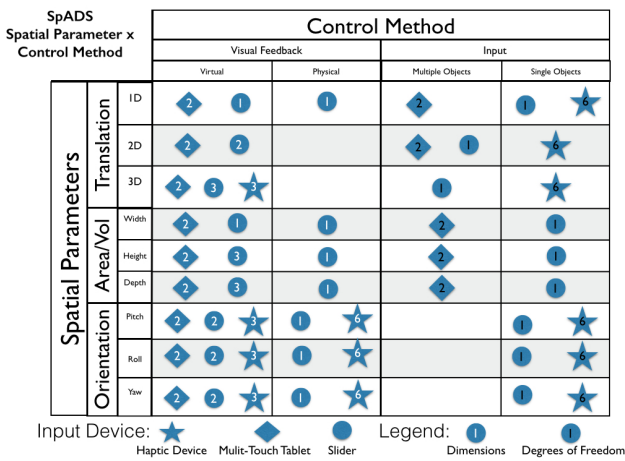 SpADS
Spatial Parameter x
Control Method
Control Method
Visual Feedback Input
Virtual Physical Multiple Objects Single Objects
Spatial Parameters
Translation
1D 2 1 1 2 1 6
2D 2 2 2 1 6
3D 2 3 3 1 6
Area/Vol
Width 2 1 1 2 1
Height 2 3 1 2 1
Depth 2 3 1 2 1
Orientation
Pitch 2 2 3 1 6 1 6
Roll 2 2 3 1 6 1 6
Yaw 2 2 3 1 6 1 6
Input Device: Legend: 1 1
Haptic Device Mulit-Touch Tablet Slider Dimensions Degrees of Freedom